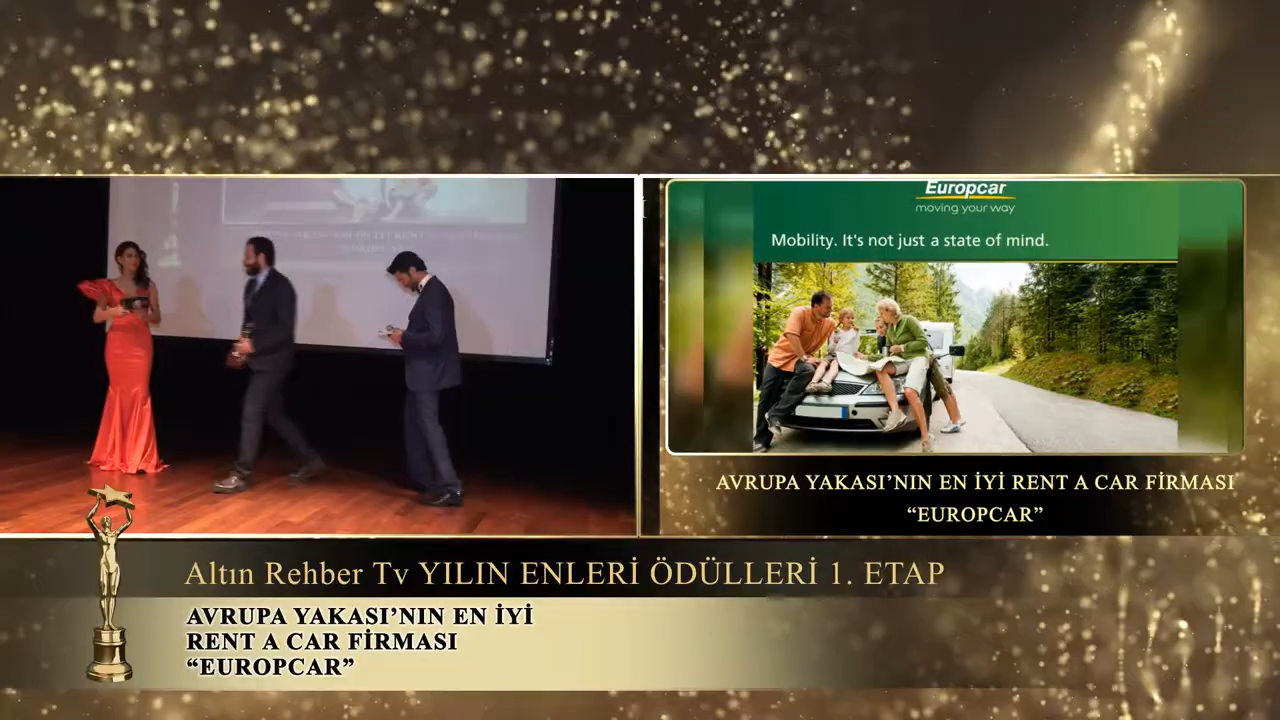 Europcar
moving your way
Mobility. It's not just a state of mind.
AVRUPA YAKASI’NIN EN İYİ RENT A CAR FİRMASI
“EUROPCAR”
Altın Rehber Tv YILIN ENLERİ ÖDÜLLERİ 1. ETAP
AVRUPA YAKASI’NIN EN İYİ
RENT A CAR FİRMASI
“EUROPCAR”